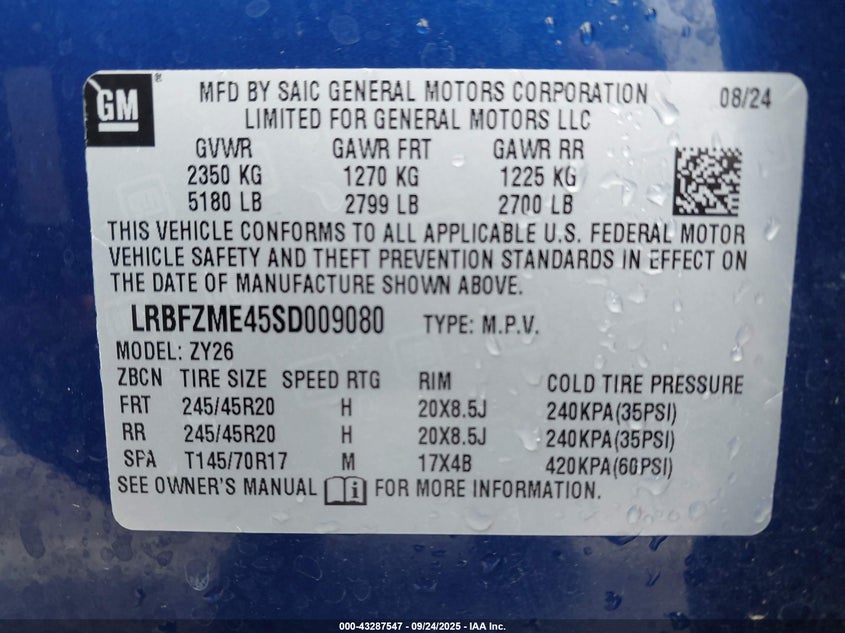 GM
MFD BY SAIC GENERAL MOTORS CORPORATION 08/24
LIMITED FOR GENERAL MOTORS LLC
GVWR GAWR FRT GAWR RR
2350 KG 1270 KG 1225 KG
5180 LB 2799 LB 2700 LB
THIS VEHICLE CONFORMS TO ALL APPLICABLE U.S. FEDERAL MOTOR
VEHICLE SAFETY AND THEFT PREVENTION STANDARDS IN EFFECT ON
THE DATE OF MANUFACTURE SHOWN ABOVE.
LRBFZME45SD009080 TYPE: M.P.V.
MODEL: ZY26
ZBCN TIRE SIZE SPEED RTG RIM COLD TIRE PRESSURE
FRT 245/45R20 H 20X8.5J 240KPA(35PSI)
RR 245/45R20 H 20X8.5J 240KPA(35PSI)
SPA T145/70R17 M 17X4B 420KPA(60PSI)
SEE OWNER'S MANUAL i FOR MORE INFORMATION.
000-43287547 - 09/24/2025 - IAA Inc.